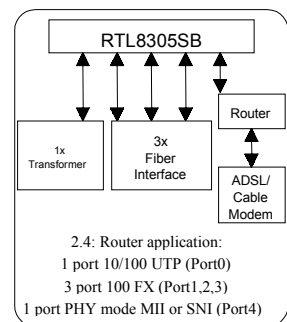 RTL8305SB
1x
Transformer
3x
Fiber
Interface
Router
ADSL/
Cable
Modem
2.4: Router application:
1 port 10/100 UTP (Port0)
3 port 100 FX (Port1,2,3)
1 port PHY mode MII or SNI (Port4)